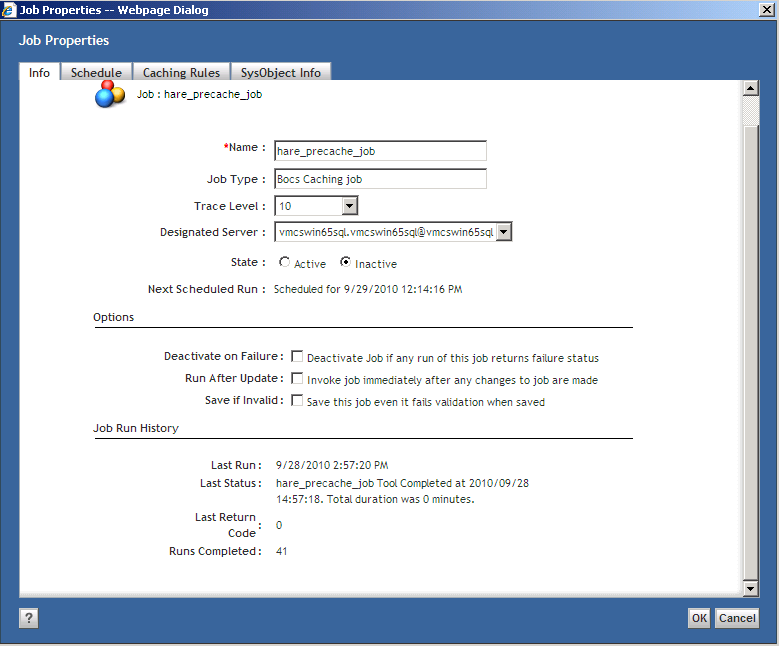 Job Properties -- Webpage Dialog
Job Properties
Info Schedule Caching Rules SysObject Info
Job : hare_precache_job
*Name : hare_precache_job
Job Type : Bocs Caching job
Trace Level : 10
Designated Server : vmcswin65sql.vmcswin65sql@vmcswin65sql
State : Active Inactive
Next Scheduled Run : Scheduled for 9/29/2010 12:14:16 PM
Options
Deactivate on Failure : Deactivate Job if any run of this job returns failure status
Run After Update : Invoke job immediately after any changes to job are made
Save if Invalid : Save this job even it fails validation when saved
Job Run History
Last Run : 9/28/2010 2:57:20 PM
Last Status : hare_precache_job Tool Completed at 2010/09/28
14:57:18. Total duration was 0 minutes.
Last Return
Code : 0
Runs Completed : 41
? OK Cancel